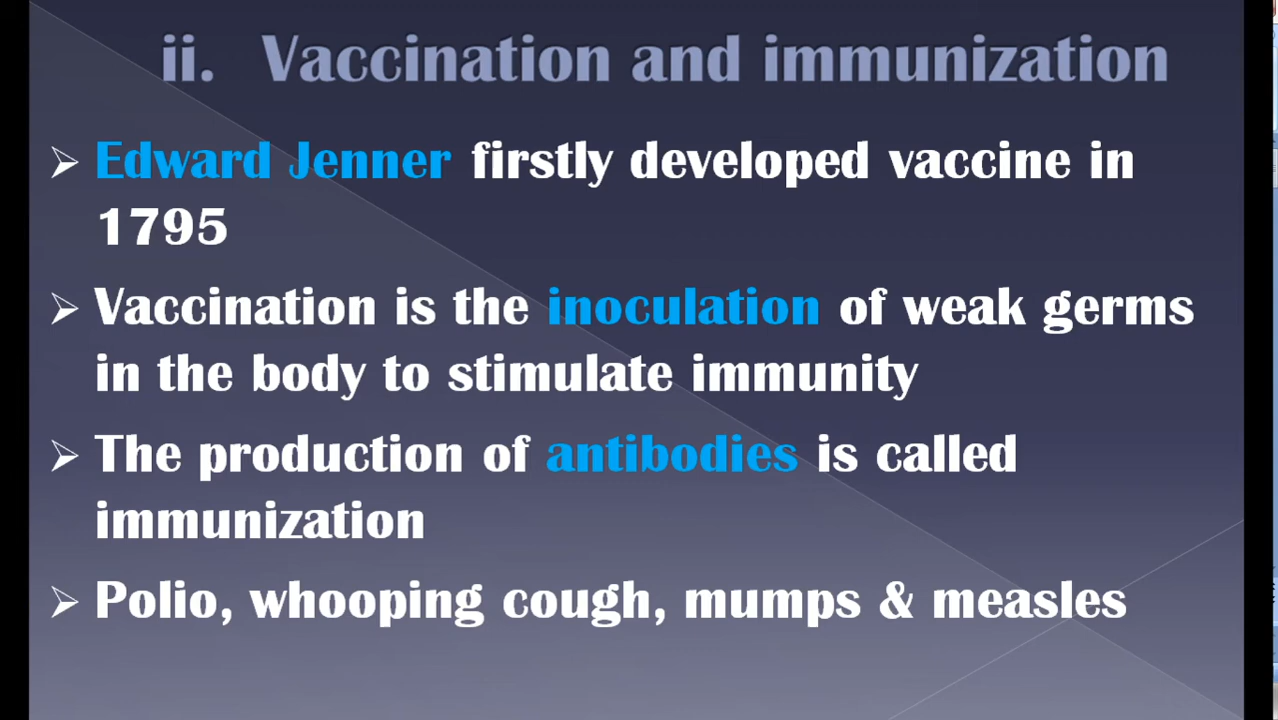 ii. Vaccination and immunization
➢ Edward Jenner firstly developed vaccine in
1795
➢ Vaccination is the inoculation of weak germs
in the body to stimulate immunity
➢ The production of antibodies is called
immunization
➢ Polio, whooping cough, mumps & measles